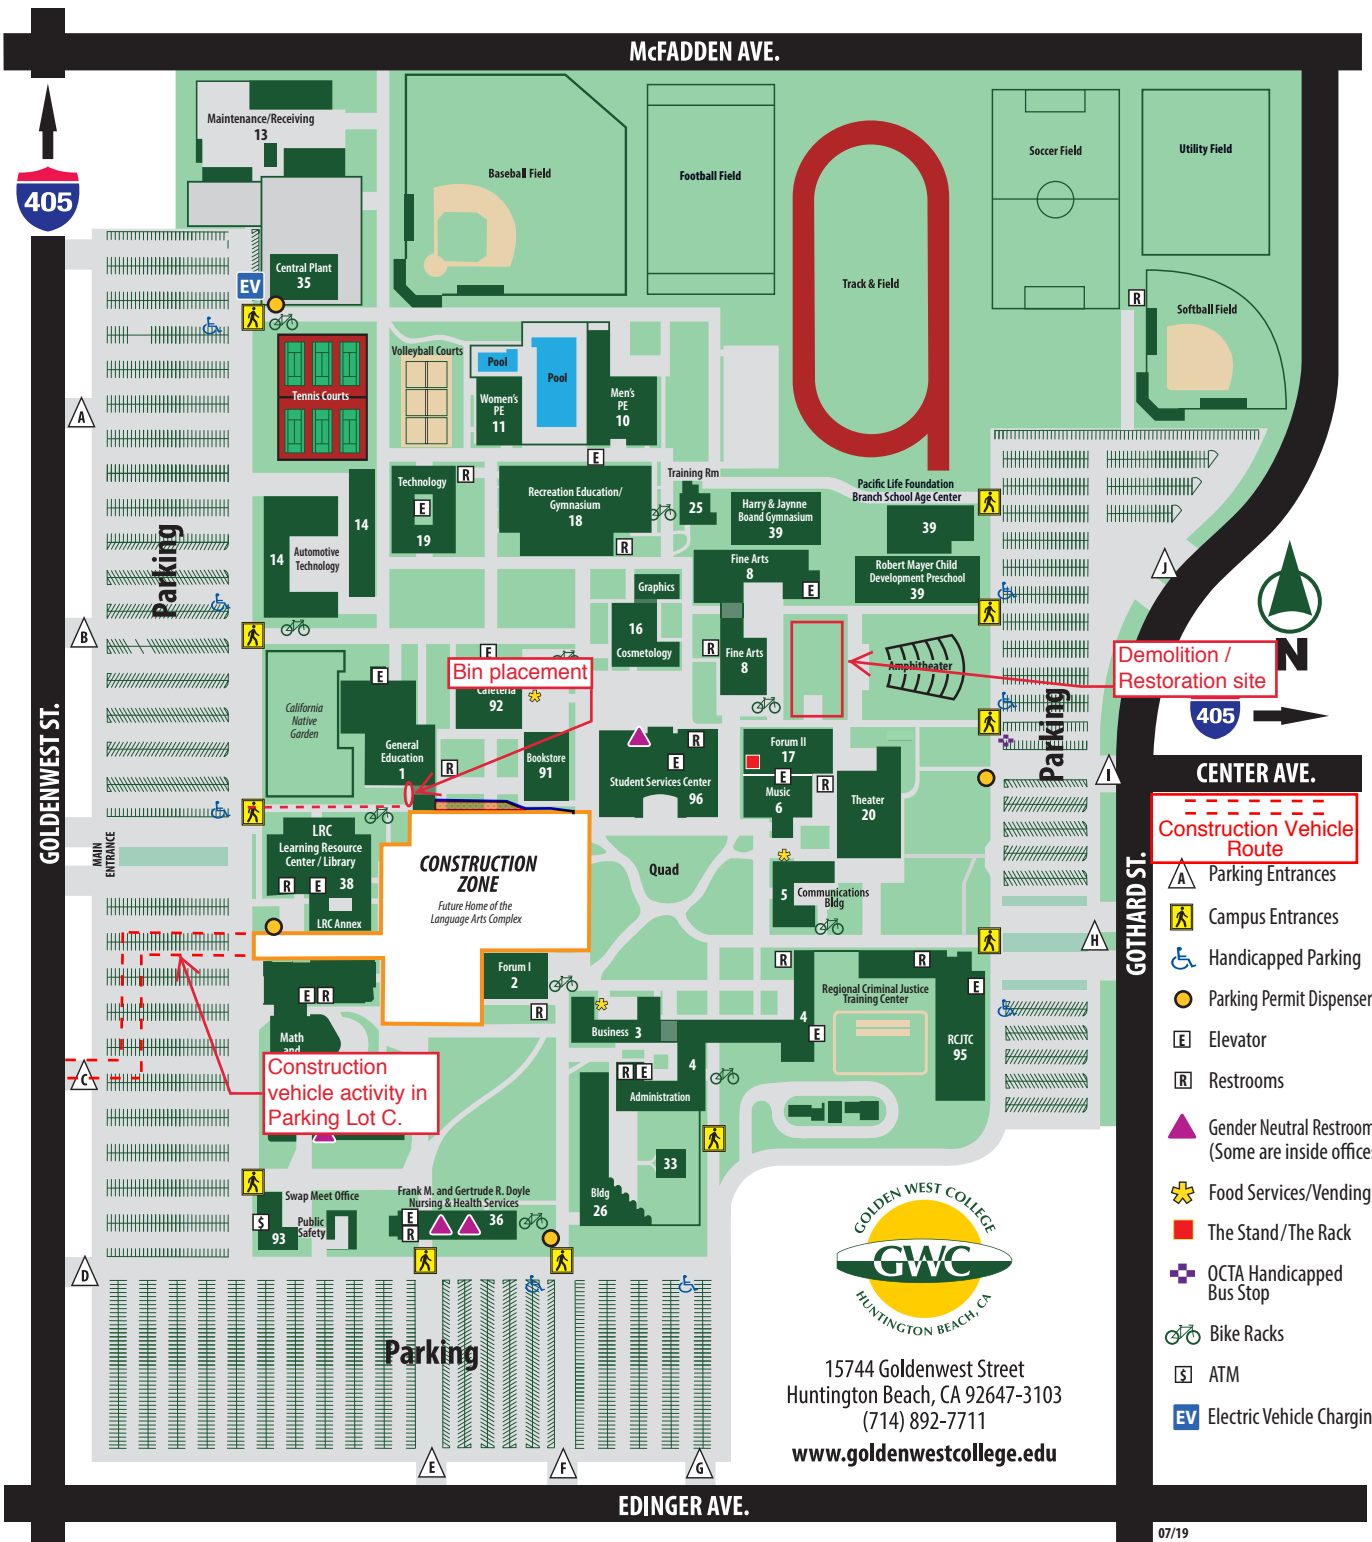 McFADDEN AVE.
Maintenance/Receiving
13
405
Baseball Field
Football Field
Soccer Field
Utility Field
Central Plant
35
EV
Track & Field
R
Softball Field
Volleyball Courts
Pool
Pool
Tennis Courts
Women's
PE
11
Men's
PE
10
A
E
Technology
R
E
19
Recreation Education/
Gymnasium
18
R
Training Rm
25
Pacific Life Foundation
Branch School Age Center
Harry & Jaynne
Boand Gymnasium
39
39
14
14
Automotive
Technology
Parking
Fine Arts
8
E
Robert Mayer Child
Development Preschool
39
J
Graphics
16
Cosmetology
B
R
Fine Arts
8
Amphitheater
Demolition /
Restoration site
N
405
California
Native
Garden
E
E
Bin placement
Cafeteria
92
General
Education
1
R
Bookstore
91
R
E
Student Services Center
96
Forum II
17
E
R
Music
6
Theater
20
Parking
I
CENTER AVE.
GOLDENWEST ST.
MAIN
ENTRANCE
LRC
Learning Resource
Center / Library
R
E
38
LRC Annex
CONSTRUCTION
ZONE
Future Home of the
Language Arts Complex
Quad
5
Communications
Bldg
H
GOTHARD ST.
Construction Vehicle
Route
A
Parking Entrances
Campus Entrances
Handicapped Parking
Parking Permit Dispenser
E
Elevator
R
Restrooms
Gender Neutral Restroom
(Some are inside offices
Food Services/Vending
The Stand/The Rack
OCTA Handicapped
Bus Stop
Bike Racks
$
ATM
EV
Electric Vehicle Chargin
Forum I
2
R
E
R
Math
and
C
Construction
vehicle activity in
Parking Lot C.
Business
3
R
R
Regional Criminal Justice
Training Center
4
E
E
RCJTC
95
R
E
4
Administration
33
Bldg
26
Swap Meet Office
$
93
Public
Safety
Frank M. and Gertrude R. Doyle
Nursing & Health Services
E
R
36
D
Parking
E
F
G
GOLDEN WEST COLLEGE
GWC
HUNTINGTON BEACH, CA
15744 Goldenwest Street
Huntington Beach, CA 92647-3103
(714) 892-7711
www.goldenwestcollege.edu
EDINGER AVE.
07/19